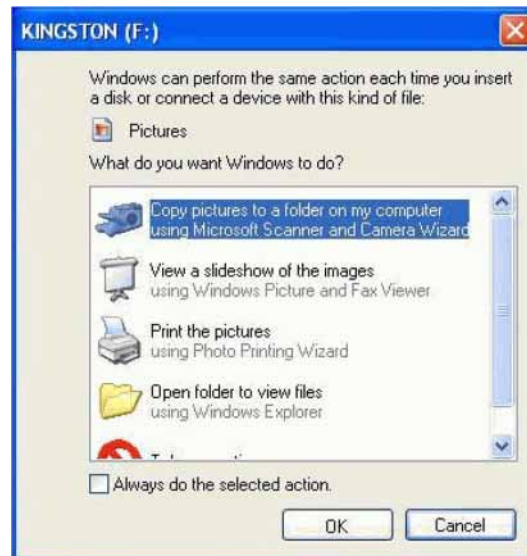 KINGSTON (F:)
Windows can perform the same action each time you insert
a disk or connect a device with this kind of file:
Pictures
What do you want Windows to do?
Copy pictures to a folder on my computer
using Microsoft Scanner and Camera Wizard
View a slideshow of the images
using Windows Picture and Fax Viewer
Print the pictures
using Photo Printing Wizard
Open folder to view files
using Windows Explorer
Always do the selected action.
OK
Cancel